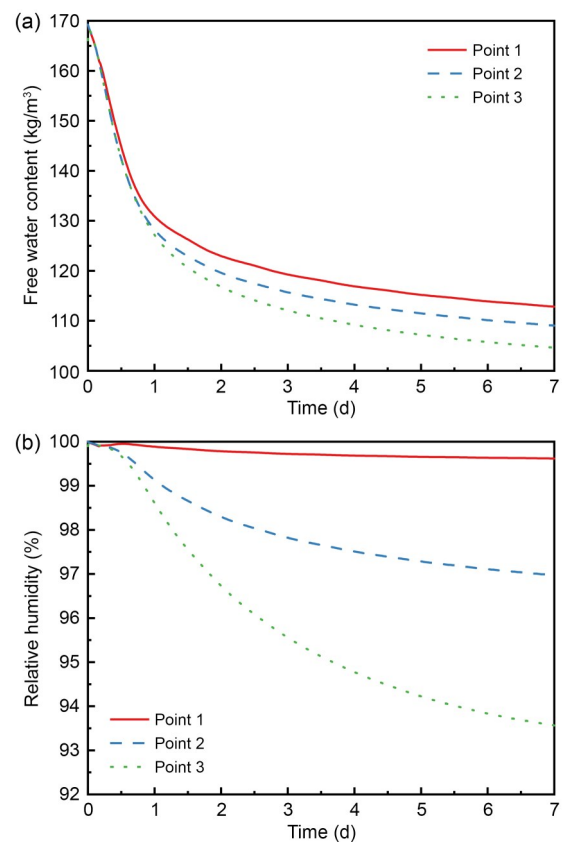 (a)
170
160
150
140
130
120
110
100
Free water content (kg/m³)
Point 1
Point 2
Point 3
0 1 2 3 4 5 6 7
Time (d)
(b)
100
99
98
97
96
95
94
93
92
Relative humidity (%)
Point 1
Point 2
Point 3
0 1 2 3 4 5 6 7
Time (d)